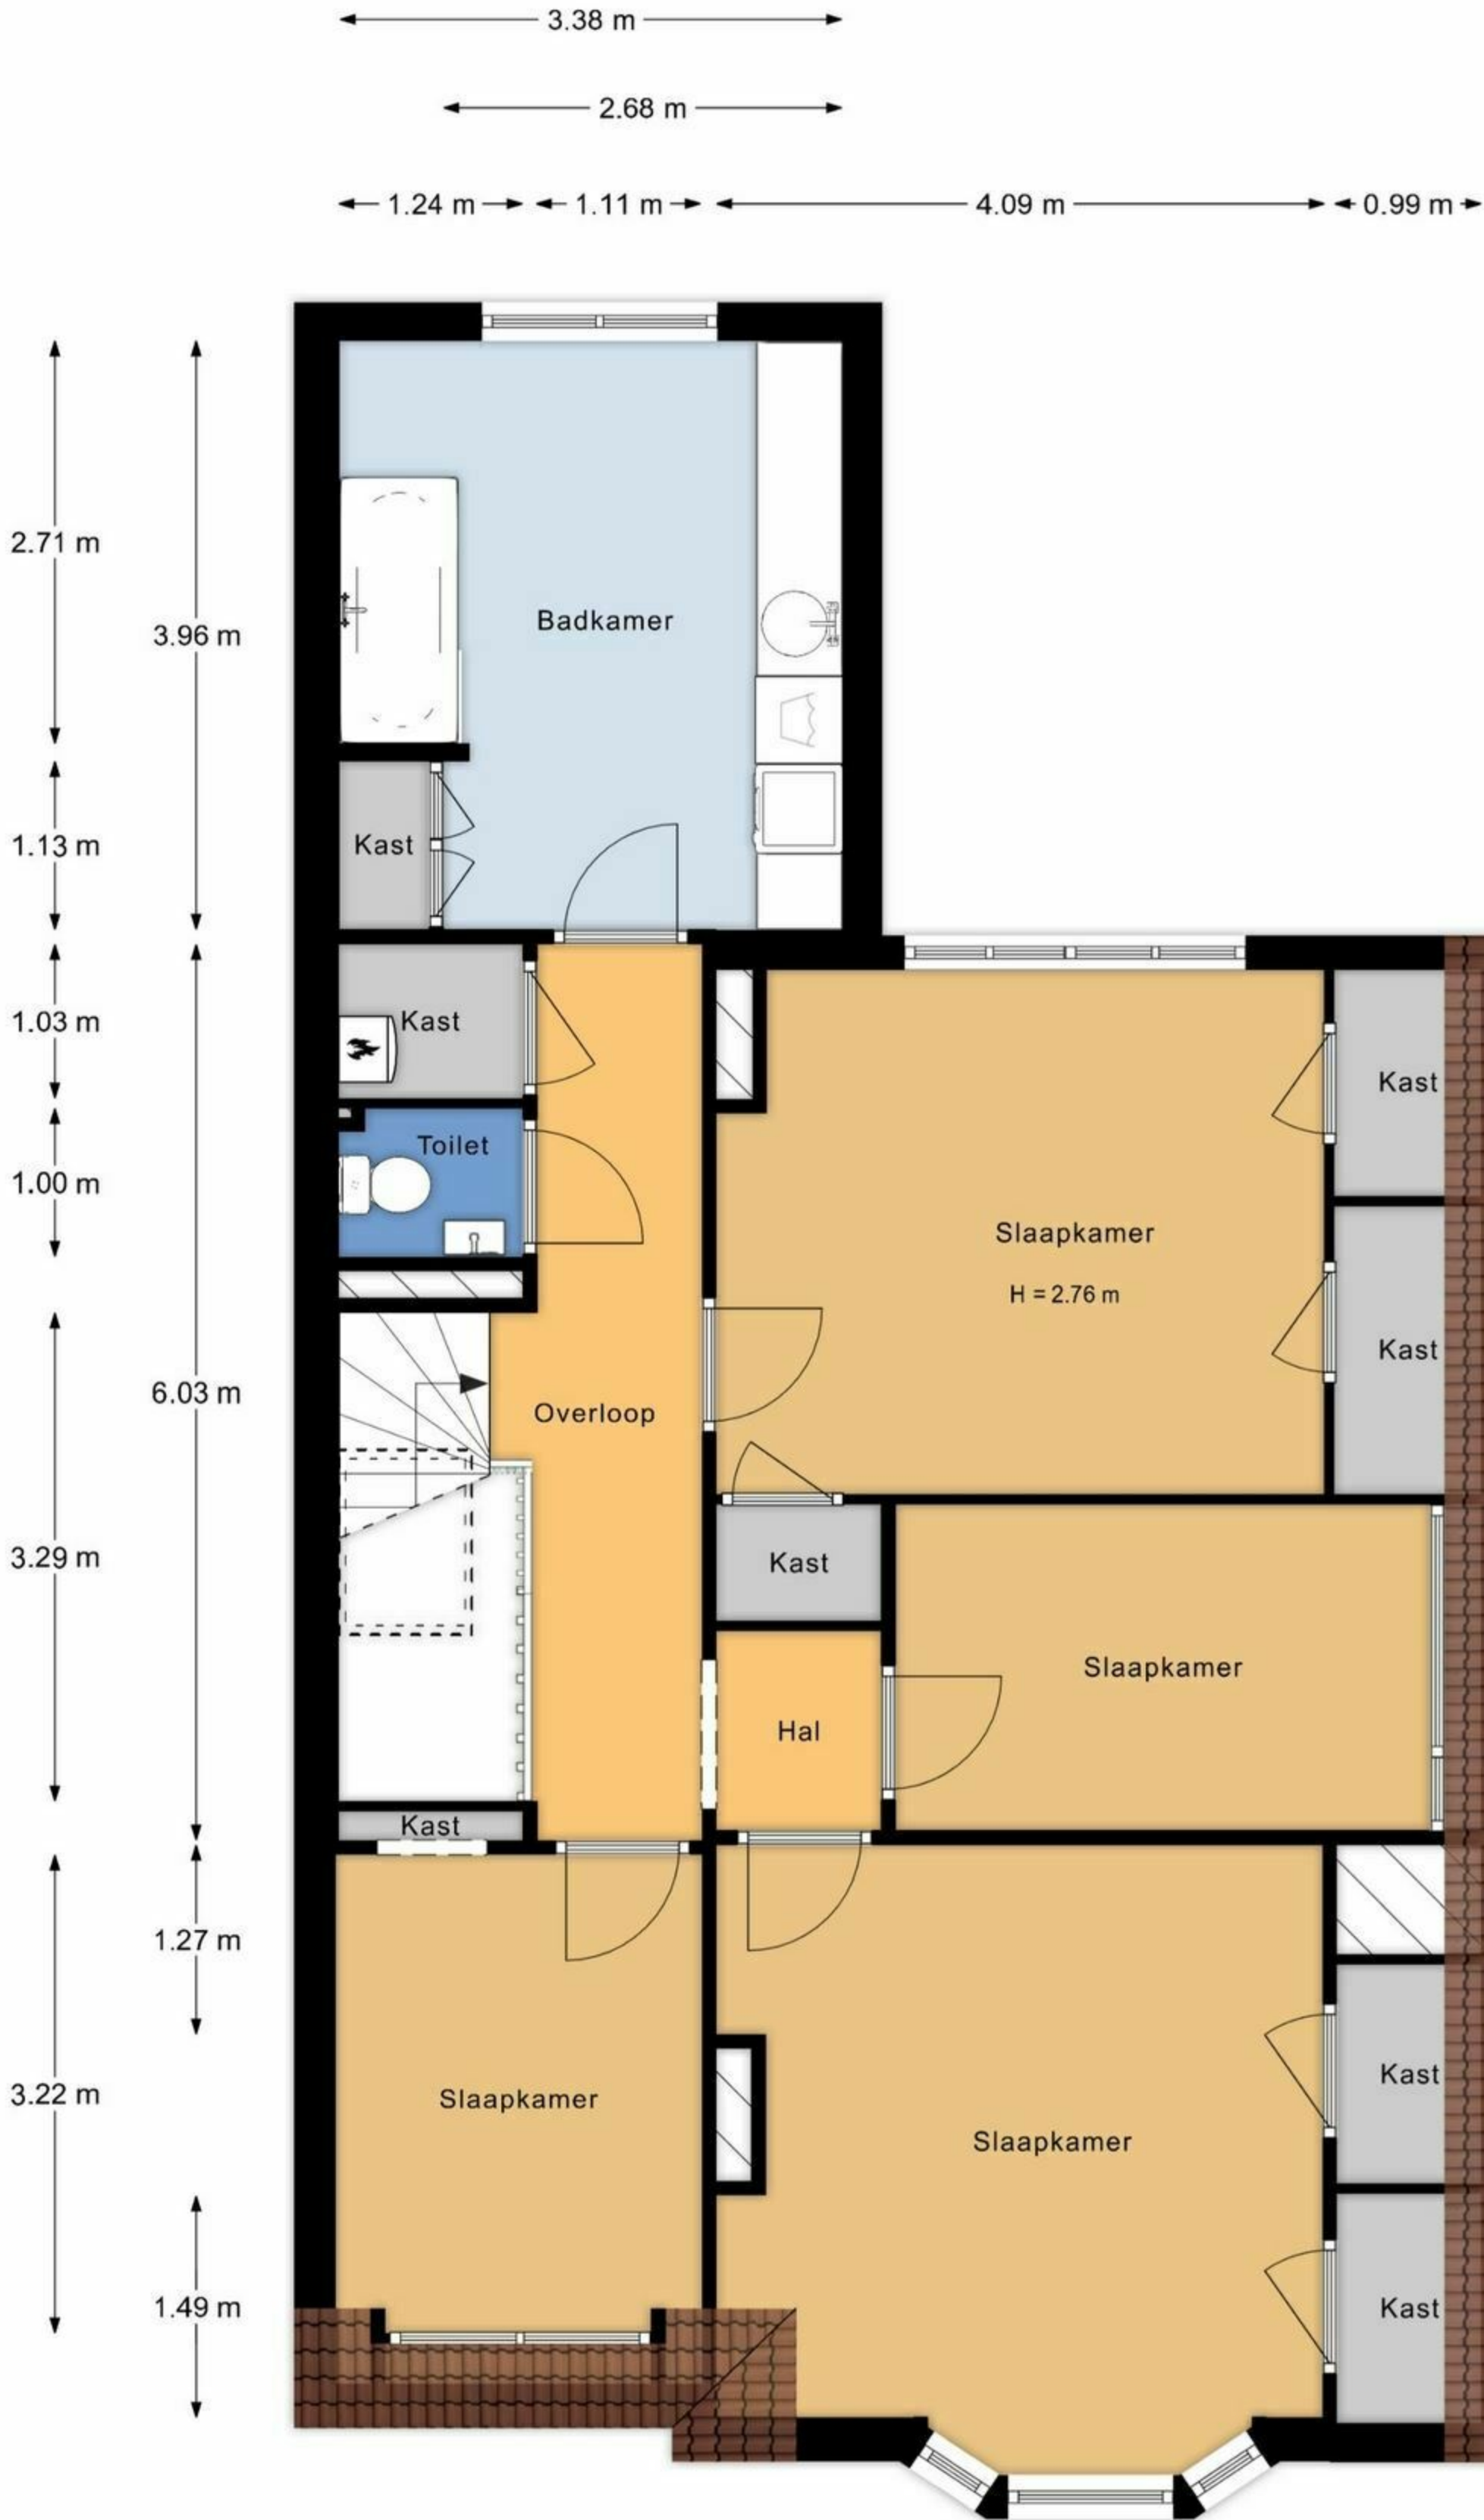 3.38 m
2.68 m
1.24 m
1.11 m
4.09 m
0.99 m
2.71 m
3.96 m
Badkamer
1.13 m
Kast
1.03 m
Kast
Kast
Toilet
1.00 m
Slaapkamer
H = 2.76 m
Kast
6.03 m
Overloop
3.29 m
Kast
Slaapkamer
Hal
Kast
1.27 m
3.22 m
Slaapkamer
Kast
Slaapkamer
1.49 m
Kast